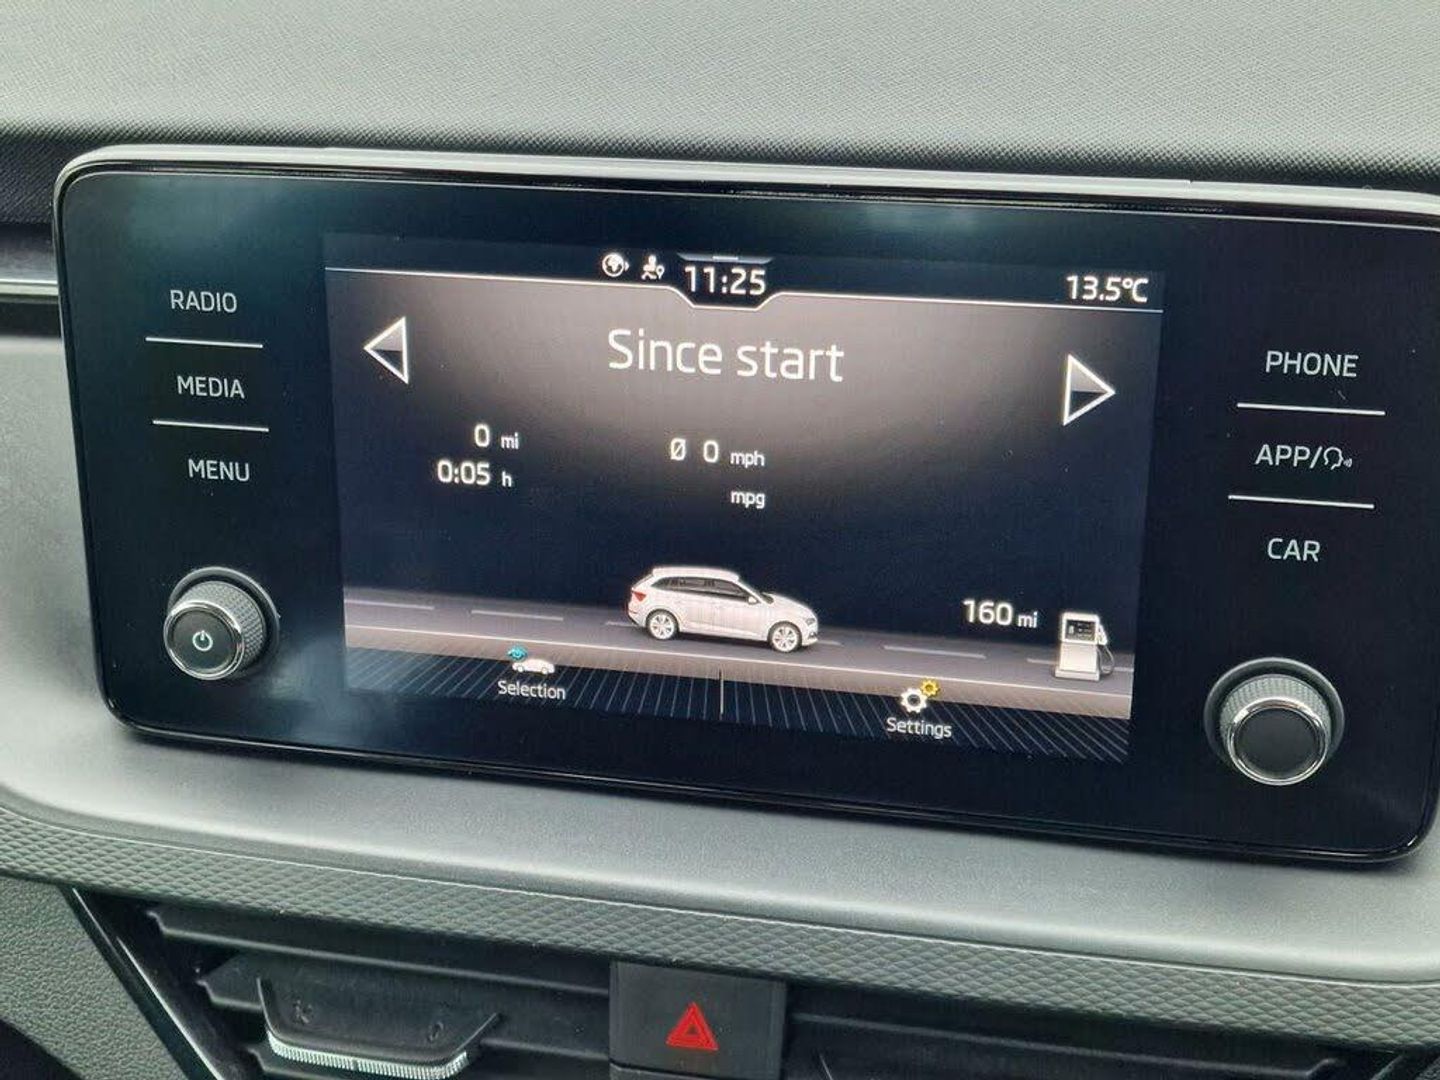 RADIO
MEDIA
MENU
11:25
13.5°C
Since start
0 mi
0:05 h
Ø 0 mph
mpg
160 mi
Selection
Settings
PHONE
APP/
CAR